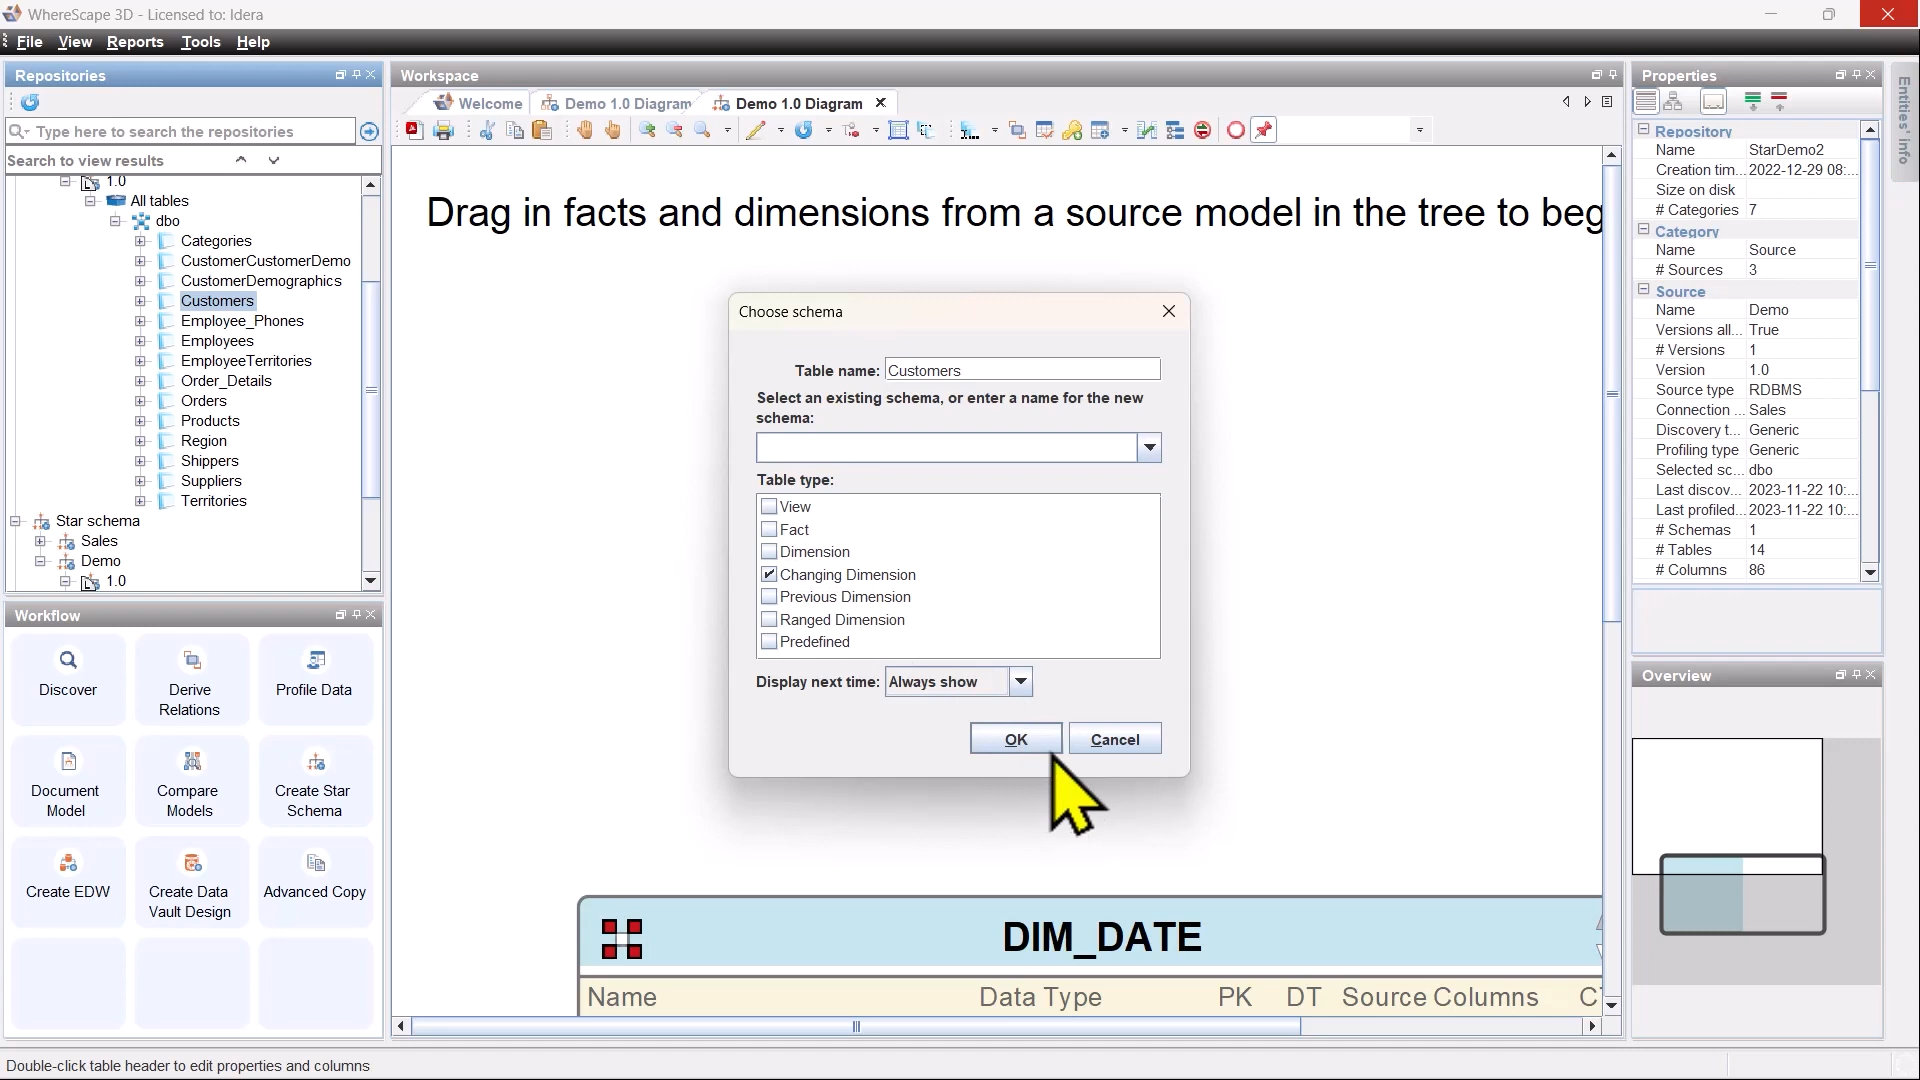 WhereScape 3D - Licensed to: Idera
File View Reports Tools Help
Repositories
Type here to search the repositories
Search to view results
1.0
All tables
dbo
Categories
CustomerCustomerDemo
CustomerDemographics
Customers
Employee_Phones
Employees
EmployeeTerritories
Order_Details
Orders
Products
Region
Shippers
Suppliers
Territories
Star schema
Sales
Demo
1.0
Workflow
Discover
Derive
Relations
Profile Data
Document
Model
Compare
Models
Create Star
Schema
Create EDW
Create Data
Vault Design
Advanced Copy
Workspace
Welcome
Demo 1.0 Diagram
Demo 1.0 Diagram
Drag in facts and dimensions from a source model in the tree to beg
Choose schema
Table name: Customers
Select an existing schema, or enter a name for the new
schema:
Table type:
View
Fact
Dimension
Changing Dimension
Previous Dimension
Ranged Dimension
Predefined
Display next time: Always show
OK Cancel
DIM_DATE
Name Data Type PK DT Source Columns
Properties
Repository
Name StarDemo2
Creation tim... 2022-12-29 08:...
Size on disk
# Categories 7
Category
Name Source
# Sources 3
Source
Name Demo
Versions all... True
# Versions 1
Version 1.0
Source type RDBMS
Connection ... Sales
Discovery t... Generic
Profiling type Generic
Selected sc... dbo
Last discov... 2023-11-22 10:...
Last profiled... 2023-11-22 10:...
# Schemas 1
# Tables 14
# Columns 86
Overview
Entities' info
Double-click table header to edit properties and columns